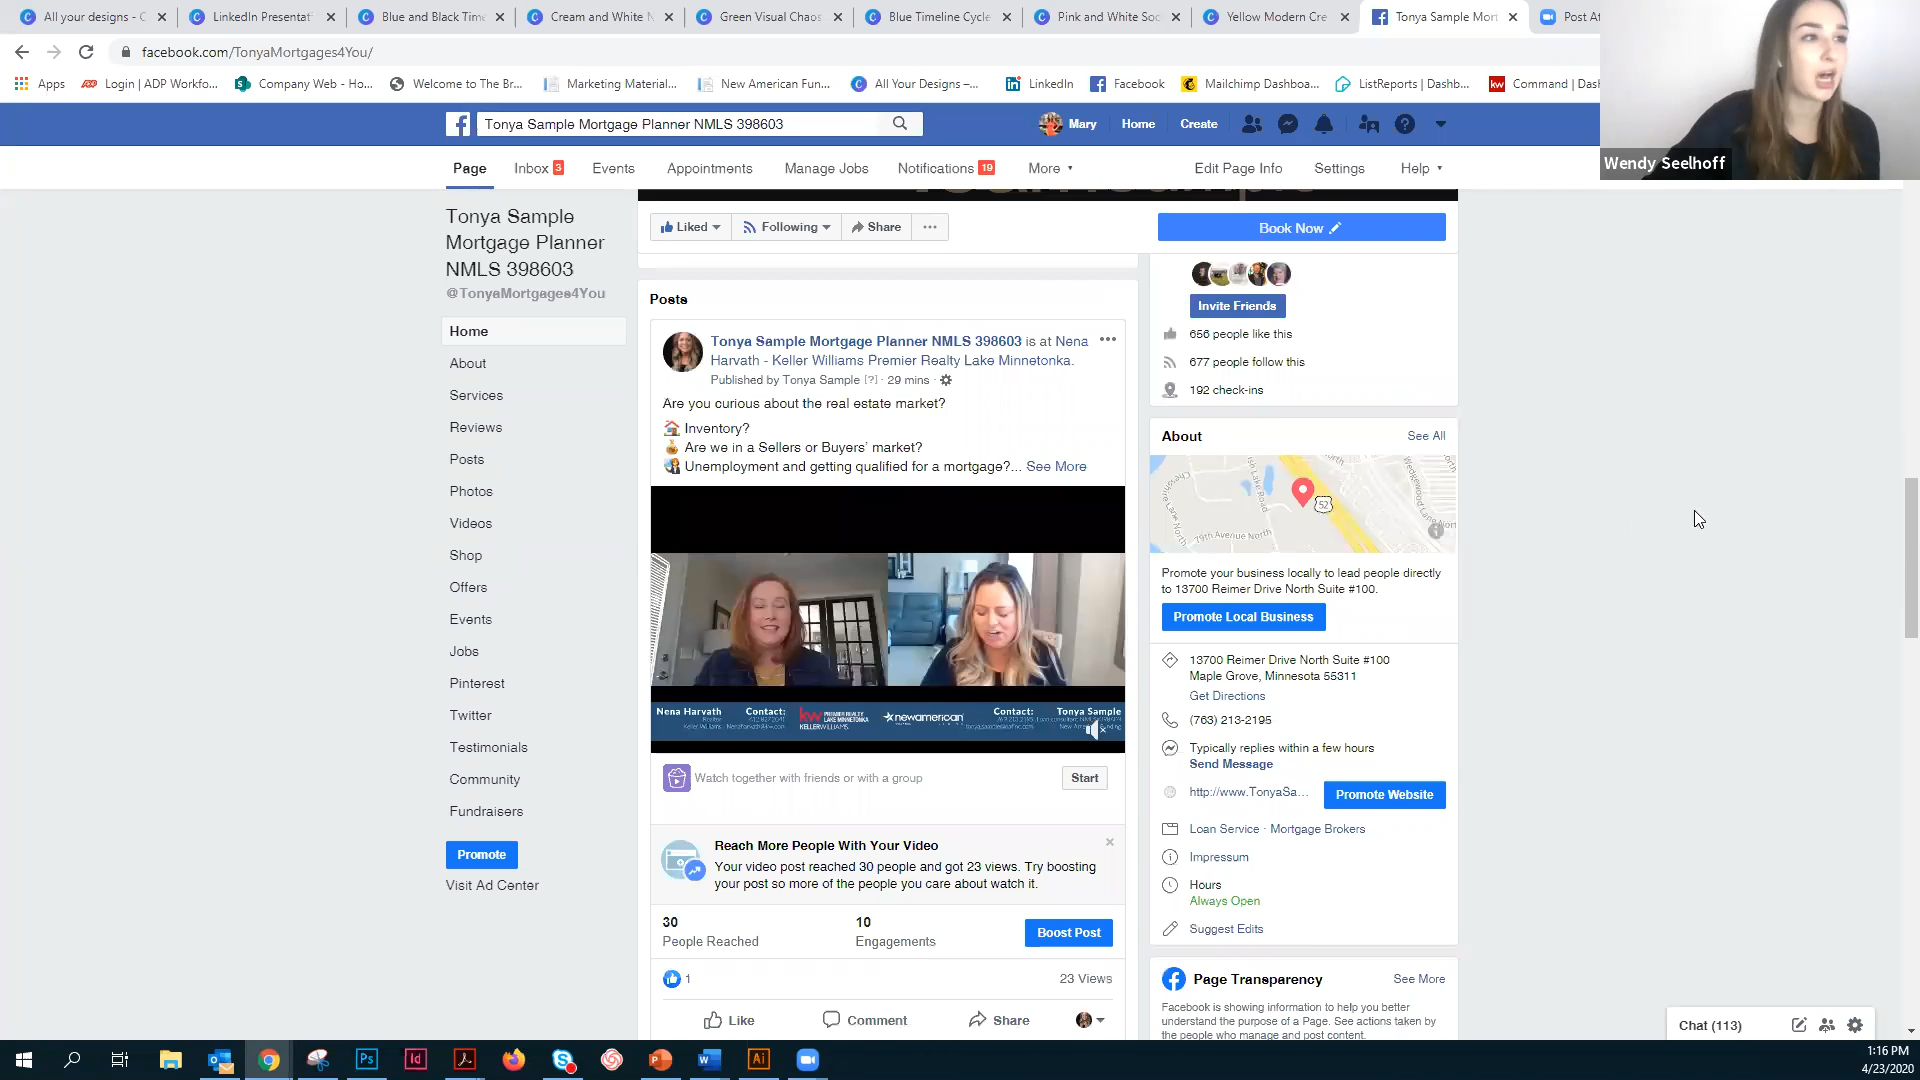 All your designs - C
LinkedIn Presentat
Blue and Black Time
Cream and White N
Green Visual Chaos
Blue Timeline Cycle
Pink and White Soc
Yellow Modern Cre
Tonya Sample Mort
Post At
facebook.com/TonyaMortgages4You/
Apps
Login | ADP Workfo...
Company Web - Ho...
Welcome to The Br...
Marketing Material...
New American Fun...
All Your Designs –...
LinkedIn
Facebook
Mailchimp Dashboa...
ListReports | Dashb...
Command | Dash
Wendy Seelhoff
Tonya Sample Mortgage Planner NMLS 398603
Mary
Home
Create
Page
Inbox 3
Events
Appointments
Manage Jobs
Notifications 19
More
Edit Page Info
Settings
Help
Tonya Sample
Mortgage Planner
NMLS 398603
@TonyaMortgages4You
Home
About
Services
Reviews
Posts
Photos
Videos
Shop
Offers
Events
Jobs
Pinterest
Twitter
Testimonials
Community
Fundraisers
Promote
Visit Ad Center
Liked
Following
Share
Book Now
Posts
Tonya Sample Mortgage Planner NMLS 398603 is at Nena
Harvath - Keller Williams Premier Realty Lake Minnetonka.
Published by Tonya Sample [?] · 29 mins ·
Are you curious about the real estate market?
Inventory?
Are we in a Sellers or Buyers' market?
Unemployment and getting qualified for a mortgage?... See More
Nena Harvath
Realtor
Contact:
kw PREMIER REALTY
LAKE MINNETONKA
KELLERWILLIAMS.
newamerican
Contact:
Tonya Sample
Watch together with friends or with a group
Start
Reach More People With Your Video
Your video post reached 30 people and got 23 views. Try boosting
your post so more of the people you care about watch it.
30
People Reached
10
Engagements
Boost Post
1
23 Views
Like
Comment
Share
Invite Friends
656 people like this
677 people follow this
192 check-ins
About
See All
79th Avenue North
52
Promote your business locally to lead people directly
to 13700 Reimer Drive North Suite #100.
Promote Local Business
13700 Reimer Drive North Suite #100
Maple Grove, Minnesota 55311
Get Directions
(763) 213-2195
Typically replies within a few hours
Send Message
http://www.TonyaSa...
Promote Website
Loan Service · Mortgage Brokers
Impressum
Hours
Always Open
Suggest Edits
Page Transparency
See More
Facebook is showing information to help you better
understand the purpose of a Page. See actions taken by
the people who manage and post content.
Chat (113)
1:16 PM
4/23/2020